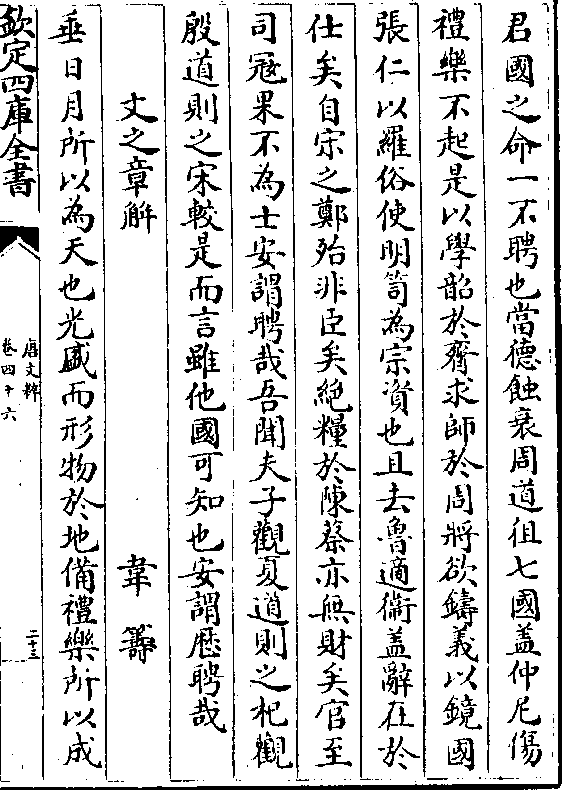 君國之命一不聘也當德蝕衰周道徂七國蓋仲尼傷
禮樂不起是以學韶於齊求師於周將欲鑄義以鏡國
張仁以羅俗使明笥為宗資也且去魯適衞盖辭在於
仕矣自宋之鄭殆非臣矣絶糧於陳蔡亦無財矣官至
司冦果不為士安謂聘哉吾聞夫子觀夏道則之杞觀
殷道則之宋較是而言雖他國可知也安謂歴聘哉
文之章解 韋籌
垂日月所以為天也光盛而形物於地備禮樂所以成
欽定四庫全書
唐文粹
卷四十六
二十三